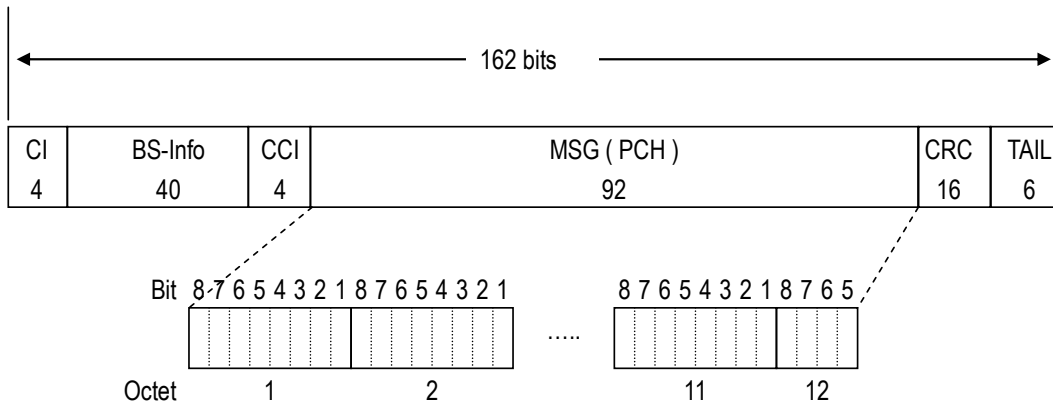 162 bits
CI BS-Info CCI MSG ( PCH ) CRC TAIL
4 40 4 92 16 6
Bit 8 7 6 5 4 3 2 1 8 7 6 5 4 3 2 1 8 7 6 5 4 3 2 1 8 7 6 5
.....
Octet 1 2 11 12